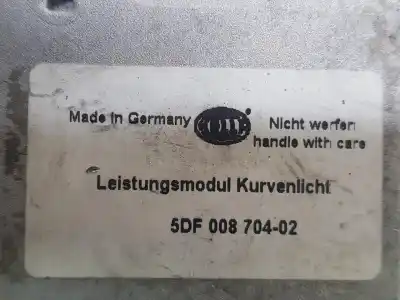 Made in Germany
Nicht werfen
handle with care
Leistungsmodul Kurvenlicht
5DF 008 704-02